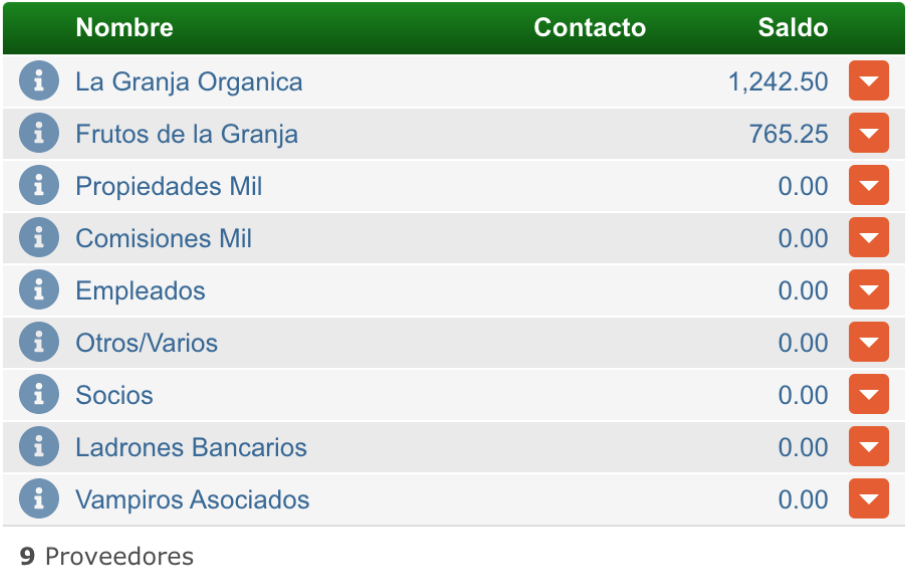 Nombre Contacto Saldo
La Granja Organica 1,242.50
Frutos de la Granja 765.25
Propiedades Mil 0.00
Comisiones Mil 0.00
Empleados 0.00
Otros/Varios 0.00
Socios 0.00
Ladrones Bancarios 0.00
Vampiros Asociados 0.00
9 Proveedores